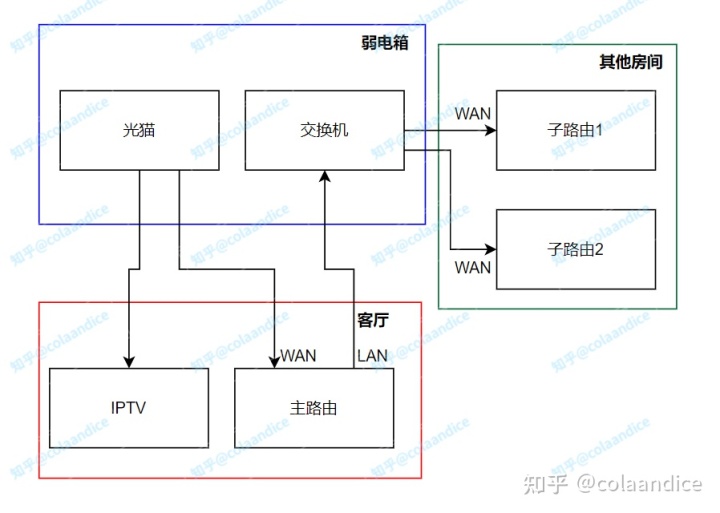 弱电箱
其他房间
光猫
交换机
WAN
子路由1
WAN
子路由2
客厅
WAN
LAN
IPTV
主路由
知乎 @colaandice